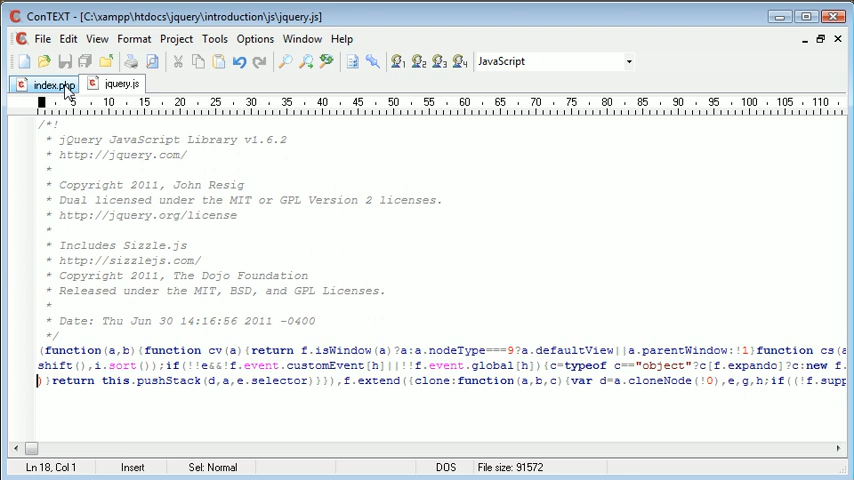 ConTEXT - [C:\xampp\htdocs\jquery\introduction\js\jquery.js]
File Edit View Format Project Tools Options Window Help
1 2 3 4 JavaScript
index.php jquery.js
0 5 10 15 20 25 30 35 40 45 50 55 60 65 70 75 80 85 90 95 100 105 110
/*!
* jQuery JavaScript Library v1.6.2
* http://jquery.com/
*
* Copyright 2011, John Resig
* Dual licensed under the MIT or GPL Version 2 licenses.
* http://jquery.org/license
*
* Includes Sizzle.js
* http://sizzlejs.com/
* Copyright 2011, The Dojo Foundation
* Released under the MIT, BSD, and GPL Licenses.
*
* Date: Thu Jun 30 14:16:56 2011 -0400
*/
(function(a,b){function cv(a){return f.isWindow(a)?a:a.nodeType===9?a.defaultView||a.parentWindow:!1}function cs(a
shift(),i.sort());if(!!e&&!f.event.customEvent[h]||!!f.event.global[h]){c=typeof c=="object"?c[f.expando]?c:new f.
)}return this.pushStack(d,a,e.selector)}}),f.extend({clone:function(a,b,c){var d=a.cloneNode(!0),e,g,h;if((!f.supp
Ln 18, Col 1 Insert Sel: Normal DOS File size: 91572